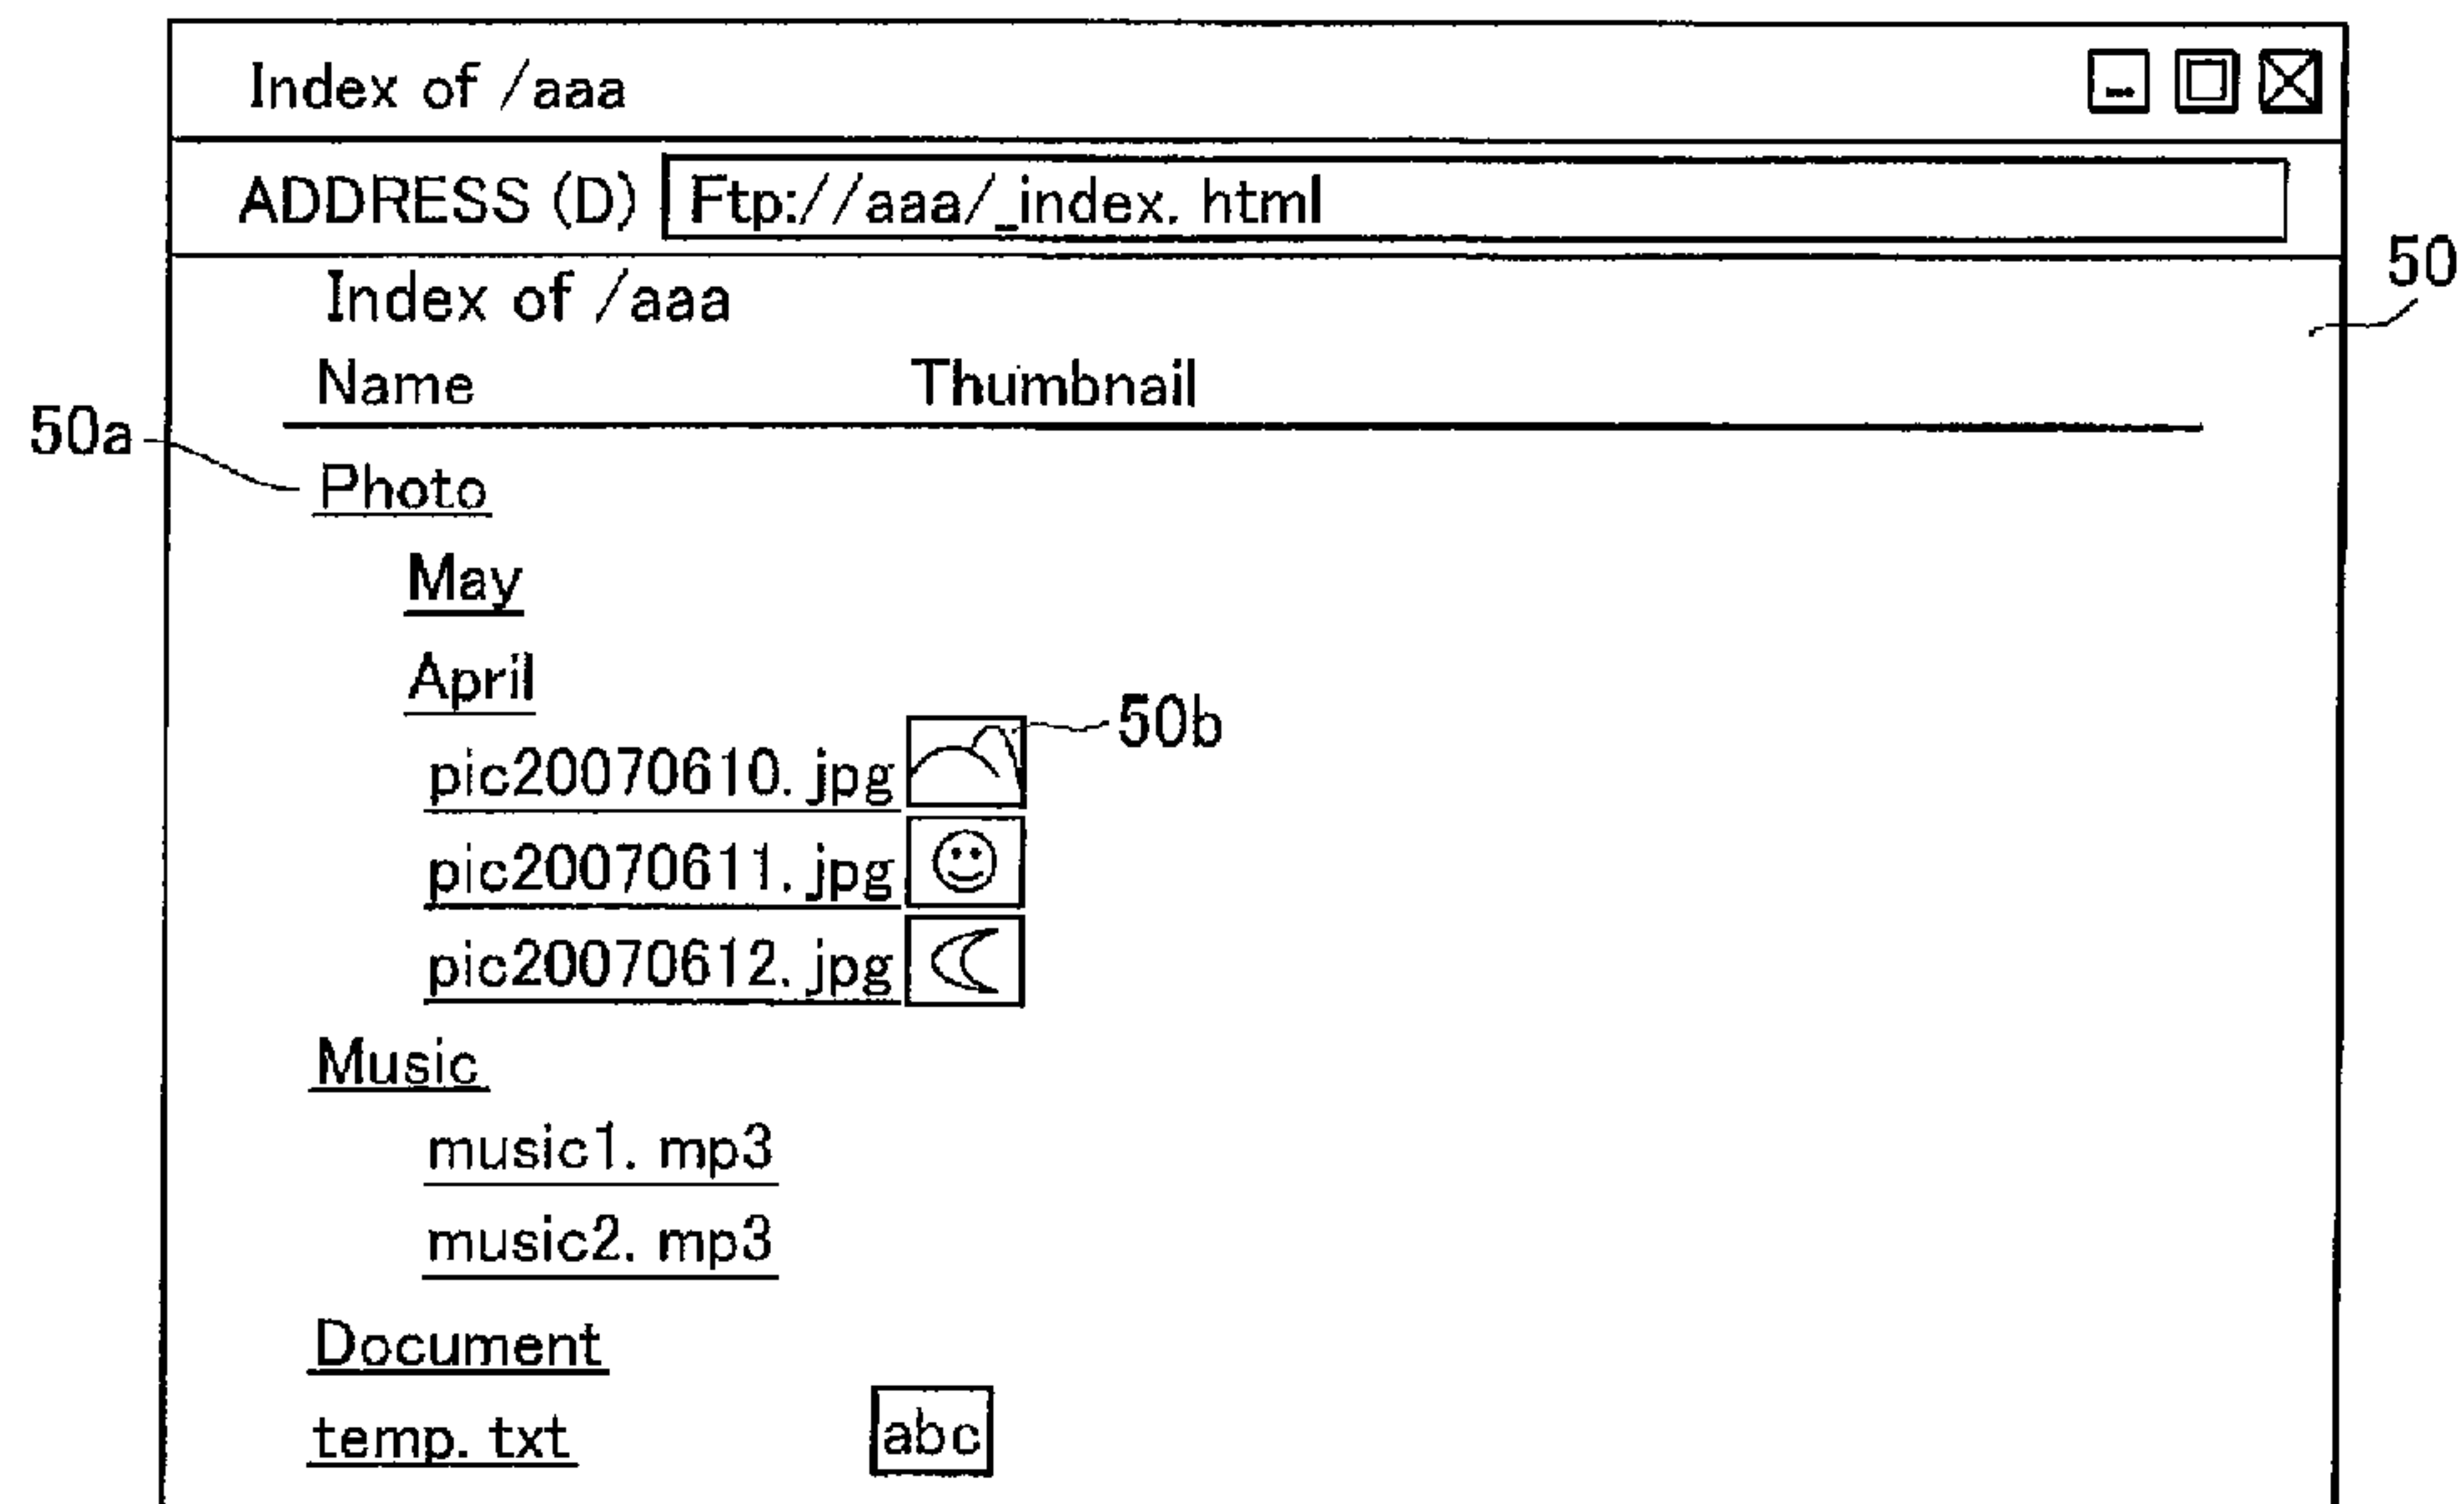 Index of /aaa
ADDRESS (D) Ftp://aaa/_index. html
50
Index of /aaa
Name Thumbnail
50a
Photo
May
April
50b
pic20070610. jpg
pic20070611. jpg
pic20070612. jpg
Music
music1. mp3
music2. mp3
Document
temp. txt abc